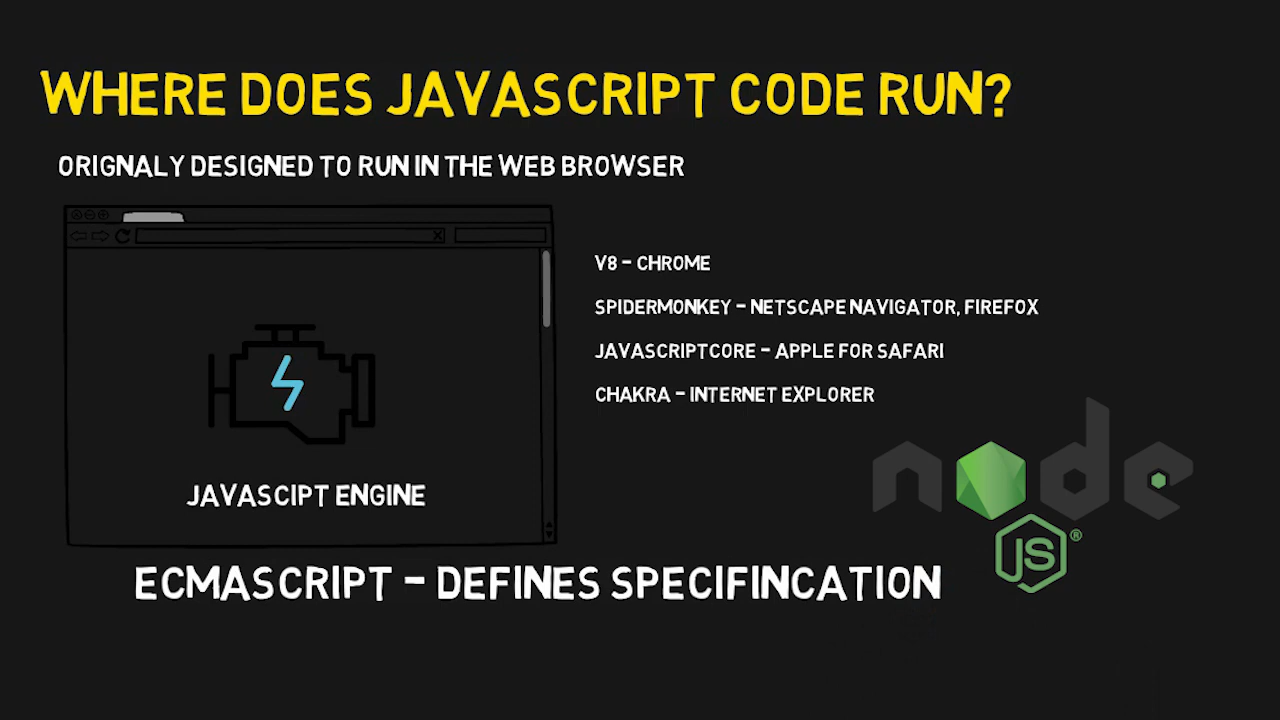 WHERE DOES JAVASCRIPT CODE RUN?
ORIGNALY DESIGNED TO RUN IN THE WEB BROWSER
V8 - CHROME
SPIDERMONKEY - NETSCAPE NAVIGATOR, FIREFOX
JAVASCRIPTCORE - APPLE FOR SAFARI
CHAKRA - INTERNET EXPLORER
node
JS®
JAVASCIPT ENGINE
ECMASCRIPT - DEFINES SPECIFINCATION